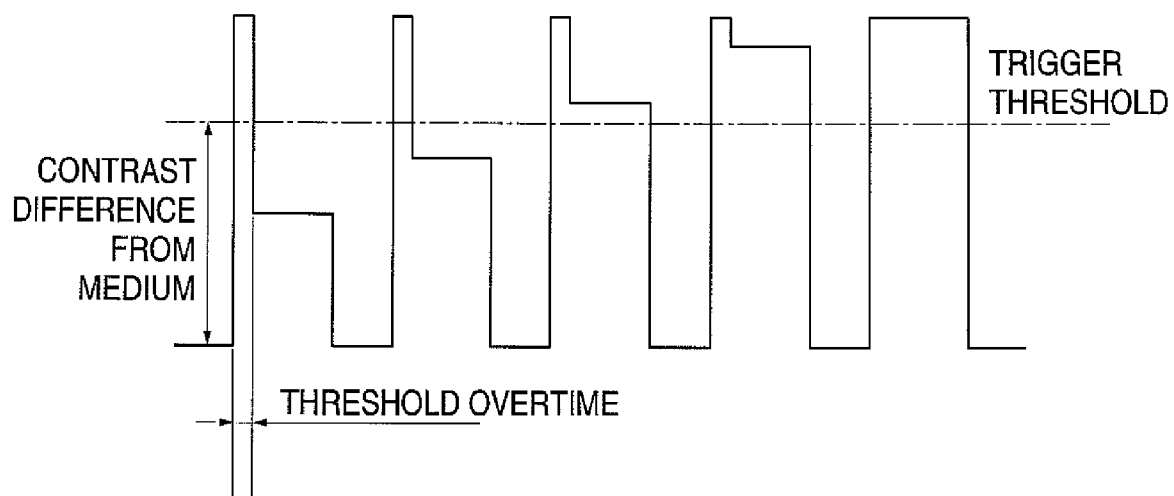 TRIGGER
THRESHOLD
CONTRAST
DIFFERENCE
FROM
MEDIUM
THRESHOLD OVERTIME